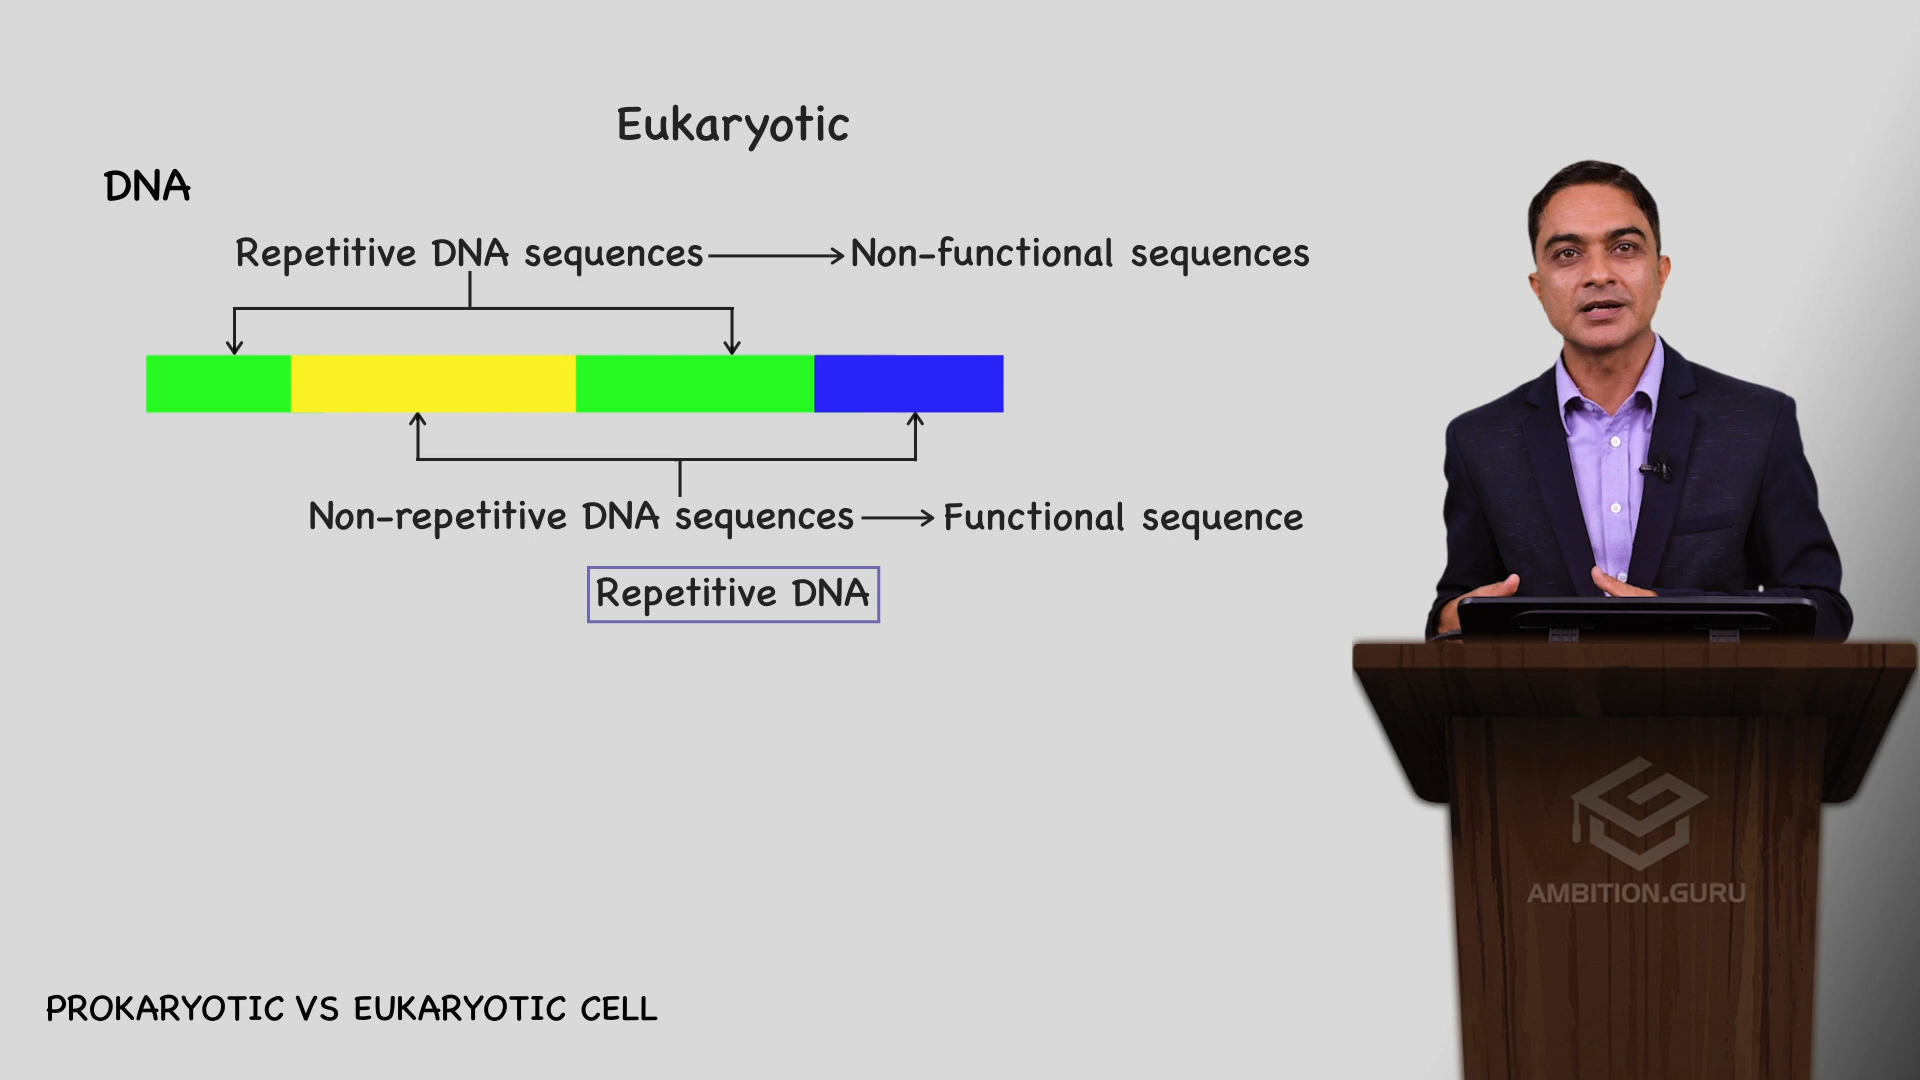 Eukaryotic
DNA
Repetitive DNA sequences
Non-functional sequences
Non-repetitive DNA sequences
Functional sequence
Repetitive DNA
AMBITION.GURU
PROKARYOTIC VS EUKARYOTIC CELL